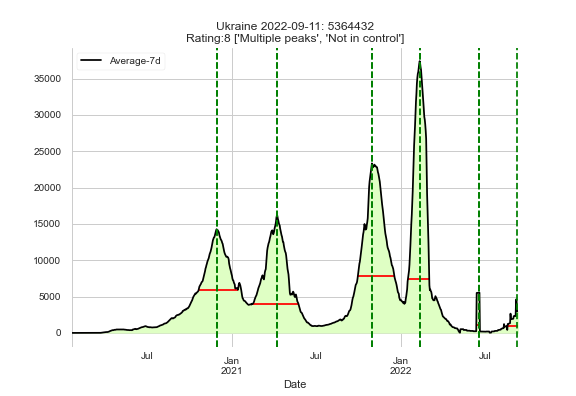 Ukraine 2022-09-11: 5364432
Rating:8 ['Multiple peaks', 'Not in control']
Average-7d
35000
30000
25000
20000
15000
10000
5000
0
Jul
Jan
2021
Jul
Jan
2022
Jul
Date